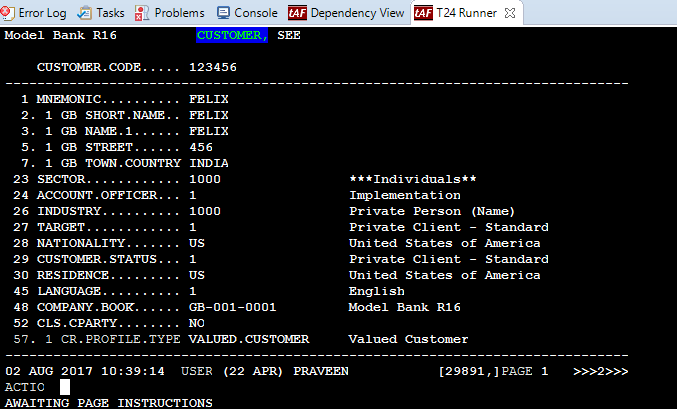 Error Log Tasks Problems Console Dependency View T24 Runner
Model Bank R16 CUSTOMER, SEE
CUSTOMER.CODE..... 123456
------------------------------------------------------------------------------
1 MNEMONIC.......... FELIX
2. 1 GB SHORT.NAME.. FELIX
3. 1 GB NAME.1...... FELIX
5. 1 GB STREET...... 456
7. 1 GB TOWN.COUNTRY INDIA
23 SECTOR............ 1000 ***Individuals**
24 ACCOUNT.OFFICER... 1 Implementation
26 INDUSTRY.......... 1000 Private Person (Name)
27 TARGET............ 1 Private Client - Standard
28 NATIONALITY....... US United States of America
29 CUSTOMER.STATUS... 1 Private Client - Standard
30 RESIDENCE......... US United States of America
45 LANGUAGE.......... 1 English
48 COMPANY.BOOK...... GB-001-0001 Model Bank R16
52 CLS.CPARTY........ NO
57. 1 CR.PROFILE.TYPE VALUED.CUSTOMER Valued Customer
------------------------------------------------------------------------------
02 AUG 2017 10:39:14 USER (22 APR) PRAVEEN [29891,]PAGE 1 >>>2>>>
ACTIO
AWAITING PAGE INSTRUCTIONS